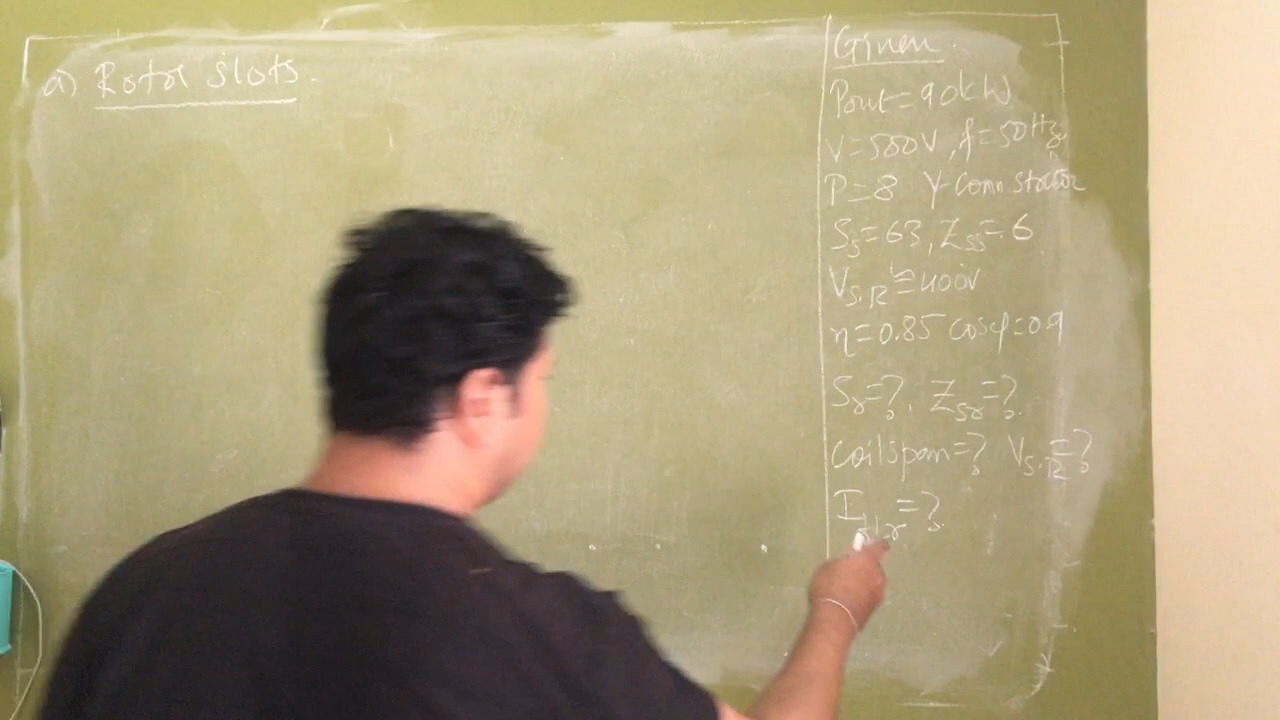 a) Rotor slots.
Given.
Pout = 90kW
V = 500V, f = 50Hz
P = 8 Y-Conn stator
Ss = 63, Zss = 6
VS.R ≌ 400V
η = 0.85 cosφ = 0.9
Sr = ?, Zsr = ?
coilspan = ? VS.R = ?
I = ?